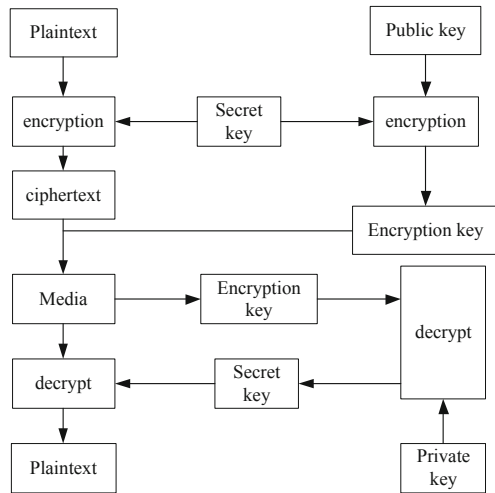 Plaintext
Public key
encryption
Secret
key
encryption
ciphertext
Encryption key
Media
Encryption
key
decrypt
decrypt
Secret
key
Plaintext
Private
key